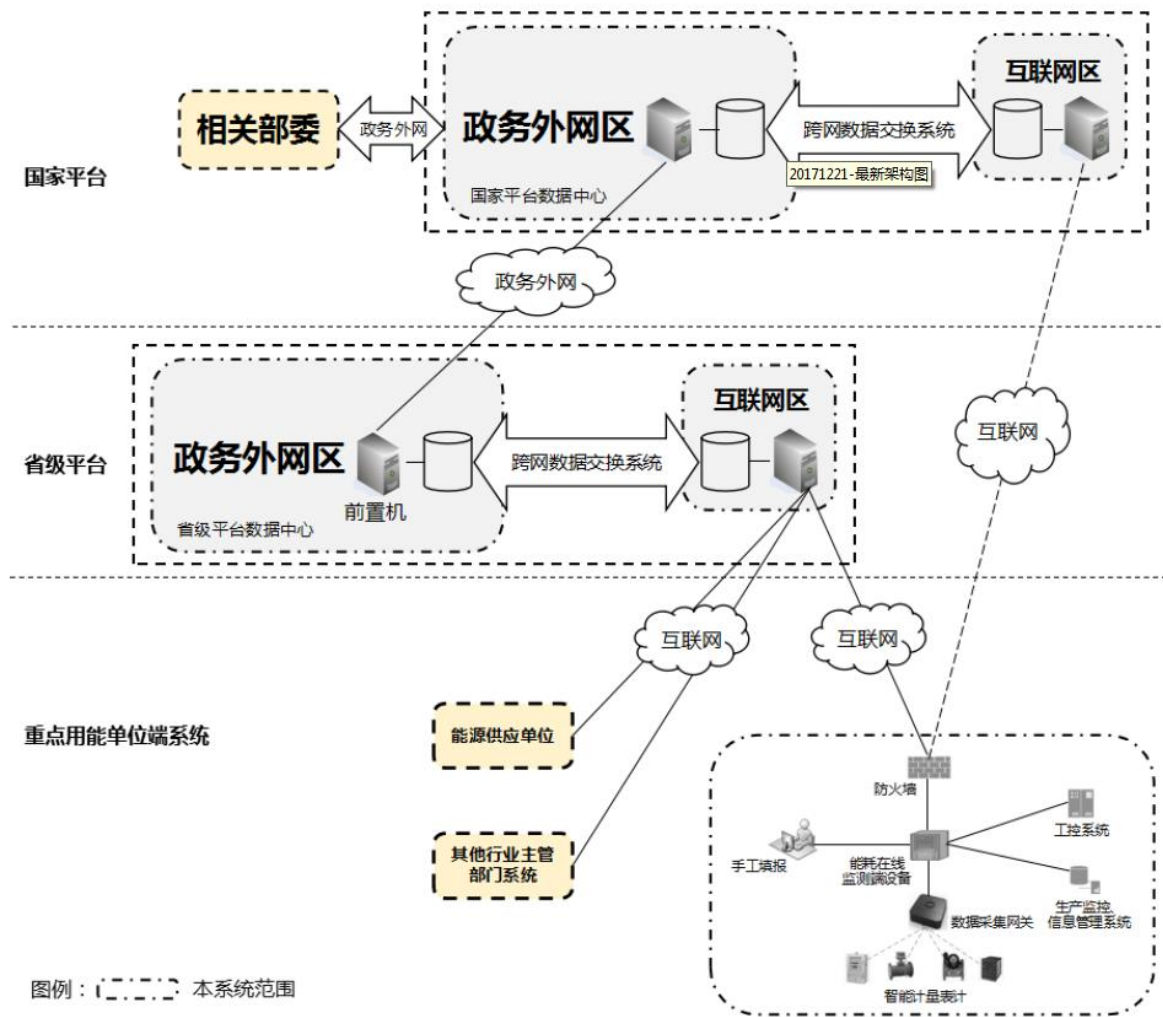 互联网区
相关部委
政务外网
政务外网区
跨网数据交换系统
20171221-最新架构图
国家平台
国家平台数据中心
政务外网
互联网区
互联网
政务外网区
跨网数据交换系统
省级平台
前置机
省级平台数据中心
互联网
互联网
重点用能单位端系统
能源供应单位
防火墙
工控系统
其他行业主管
部门系统
手工填报
能耗在线
监测端设备
生产监控、
信息管理系统
数据采集网关
智能计量表计
图例：
本系统范围